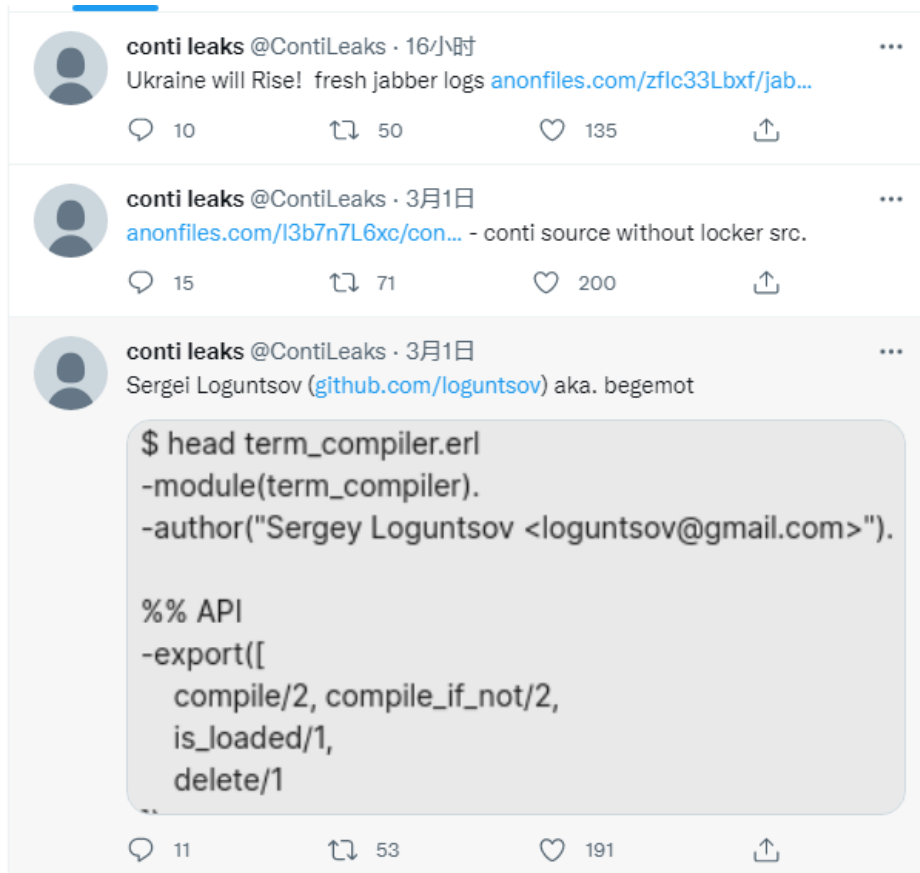 conti leaks @ContiLeaks · 16小时
Ukraine will Rise! fresh jabber logs anonfiles.com/zflc33Lbxf/jab...
10 50 135
conti leaks @ContiLeaks · 3月1日
anonfiles.com/l3b7n7L6xc/con... - conti source without locker src.
15 71 200
conti leaks @ContiLeaks · 3月1日
Sergei Loguntsov (github.com/loguntsov) aka. begemot
$ head term_compiler.erl
-module(term_compiler).
-author("Sergey Loguntsov <loguntsov@gmail.com>").
%% API
-export([
compile/2, compile_if_not/2,
is_loaded/1,
delete/1
11 53 191